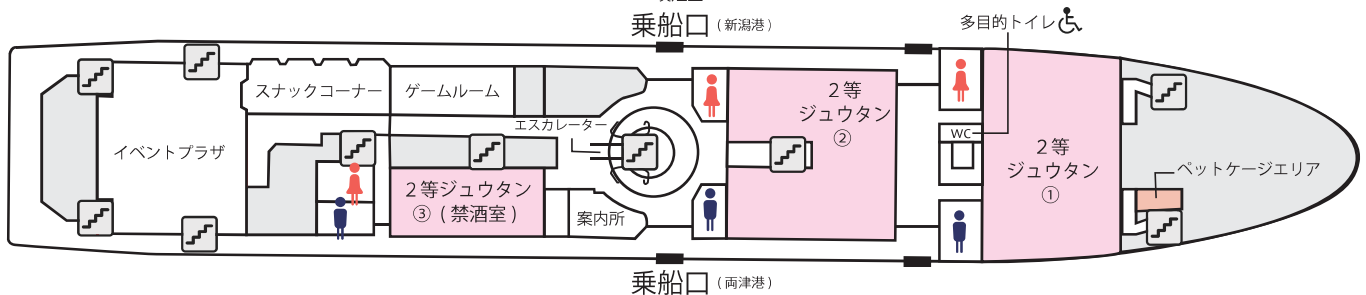 乗船口 (新潟港)
多目的トイレ
スナックコーナー
ゲームルーム
エスカレーター
2等
ジュウタン
②
WC
イベントプラザ
2等
ジュウタン
①
ペットケージエリア
2等ジュウタン
③(禁酒室)
案内所
乗船口 (両津港)